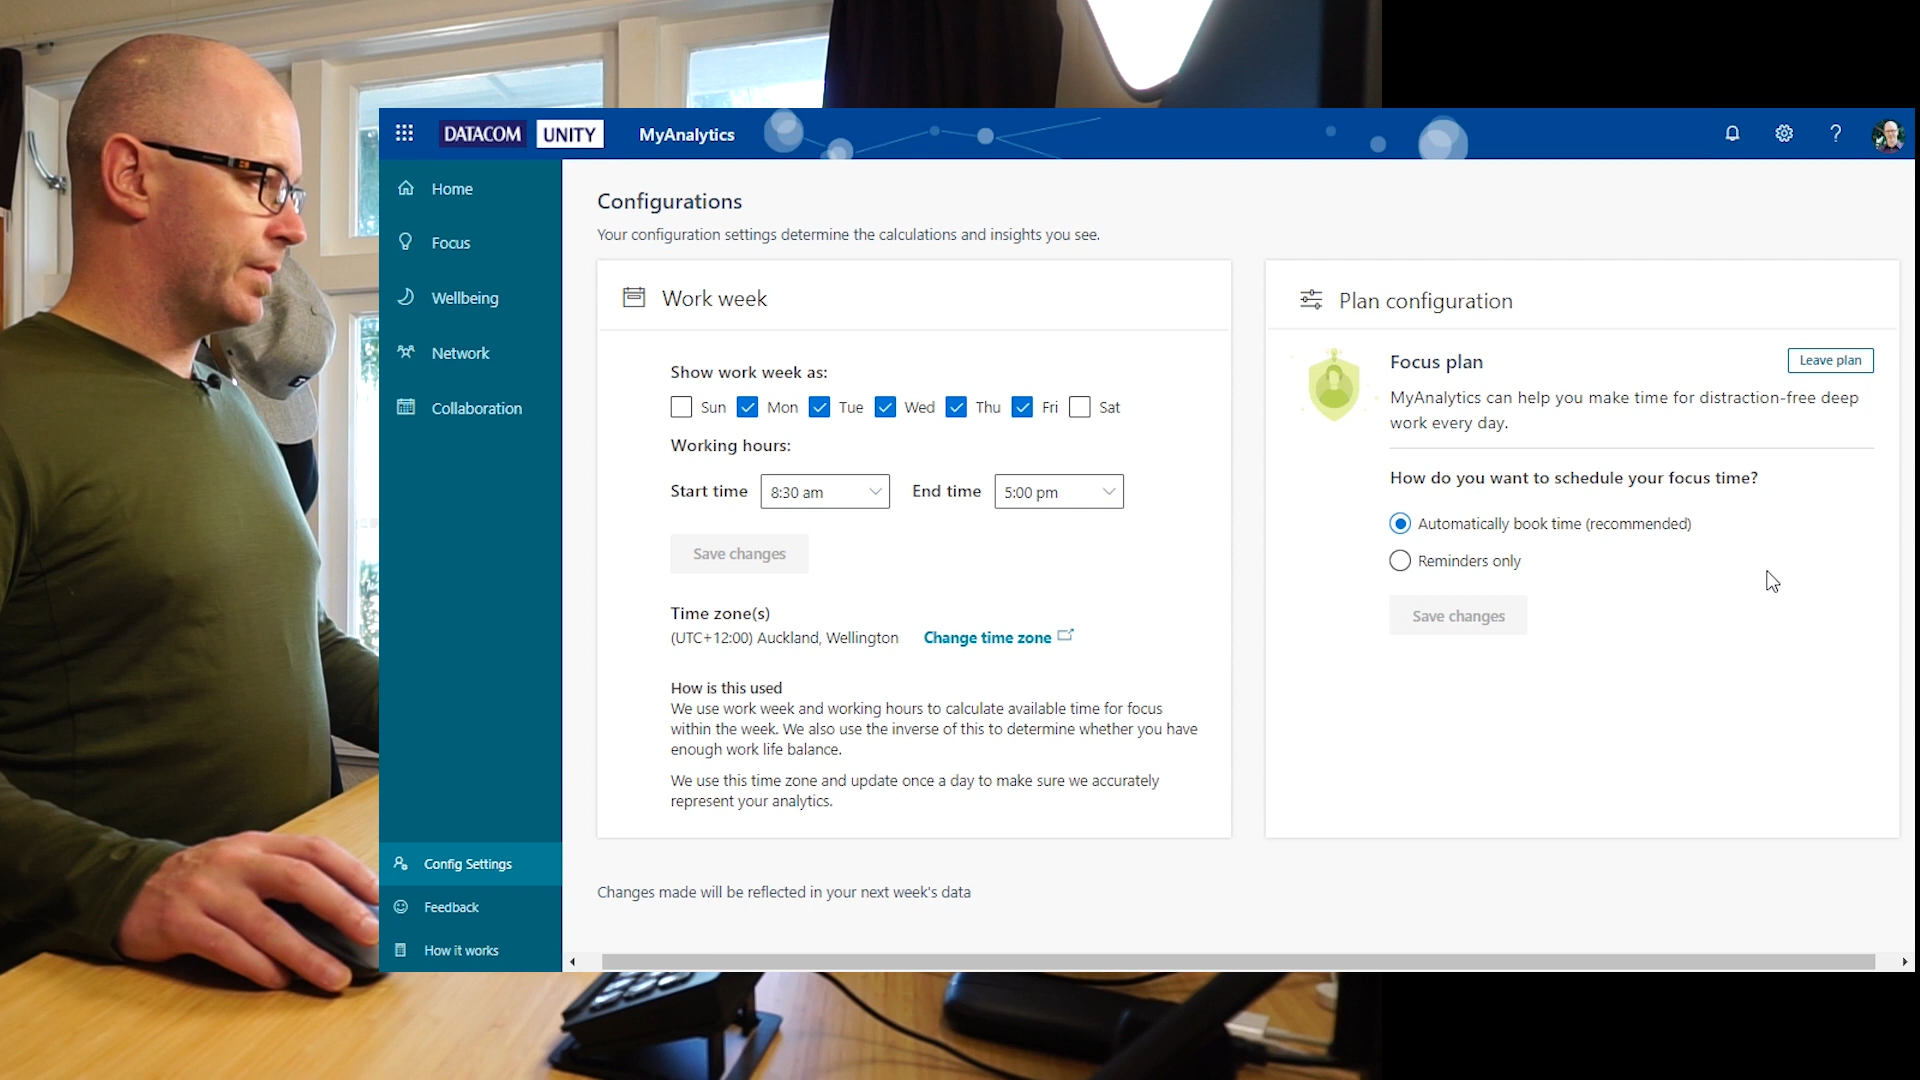 DATACOM UNITY MyAnalytics ?
Home
Focus
Wellbeing
Network
Collaboration
Config Settings
Feedback
How it works
Configurations
Your configuration settings determine the calculations and insights you see.
Work week
Show work week as:
Sun Mon Tue Wed Thu Fri Sat
Working hours:
Start time 8:30 am End time 5:00 pm
Save changes
Time zone(s)
(UTC+12:00) Auckland, Wellington Change time zone
How is this used
We use work week and working hours to calculate available time for focus
within the week. We also use the inverse of this to determine whether you have
enough work life balance.
We use this time zone and update once a day to make sure we accurately
represent your analytics.
Plan configuration
Focus plan
Leave plan
MyAnalytics can help you make time for distraction-free deep
work every day.
How do you want to schedule your focus time?
Automatically book time (recommended)
Reminders only
Save changes
Changes made will be reflected in your next week's data